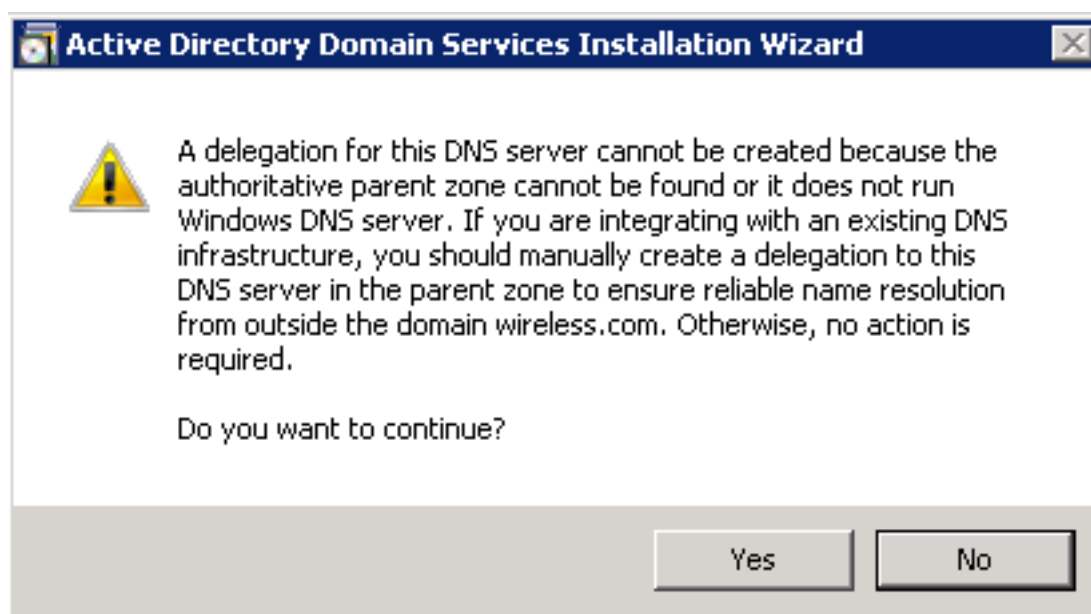 Active Directory Domain Services Installation Wizard
A delegation for this DNS server cannot be created because the
authoritative parent zone cannot be found or it does not run
Windows DNS server. If you are integrating with an existing DNS
infrastructure, you should manually create a delegation to this
DNS server in the parent zone to ensure reliable name resolution
from outside the domain wireless.com. Otherwise, no action is
required.
Do you want to continue?
Yes
No